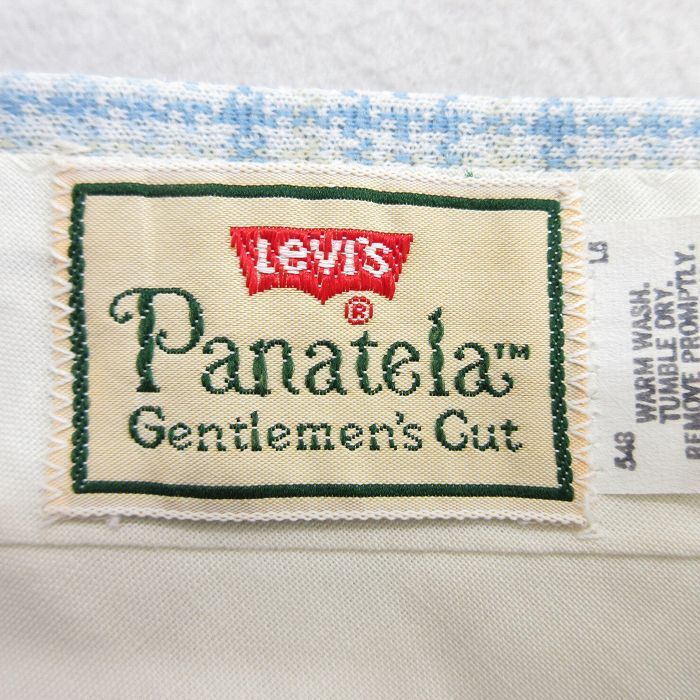 Levi's
®
Panatela™
Gentlemen's Cut
548 WARM WASH.
TUMBLE DRY.
REMOVE PROMPTLY.